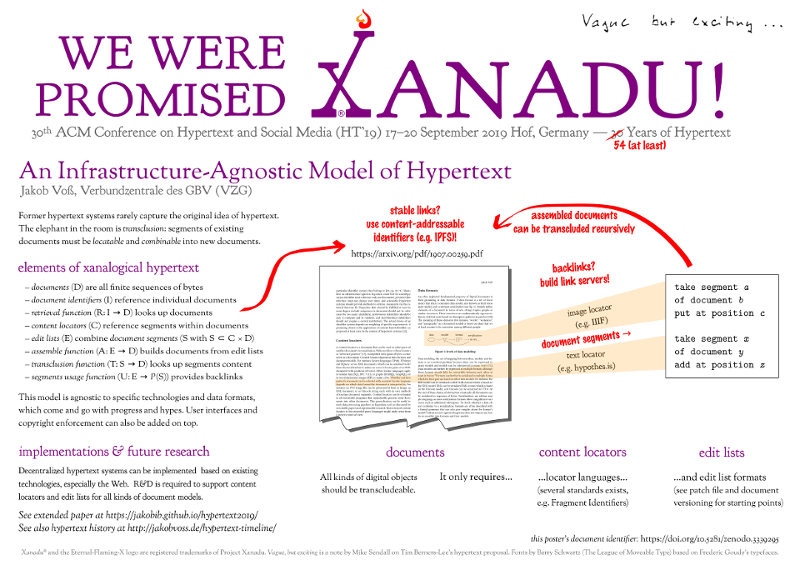 Vague but exciting ...
WE WERE
PROMISED XANADU!
®
30th ACM Conference on Hypertext and Social Media (HT'19) 17–20 September 2019 Hof, Germany — 30 Years of Hypertext
54 (at least)
An Infrastructure-Agnostic Model of Hypertext
Jakob Voß, Verbundzentrale des GBV (VZG)
Former hypertext systems rarely capture the original idea of hypertext.
The elephant in the room is transclusion: segments of existing
documents must be locatable and combinable into new documents.
elements of xanalogical hypertext
– documents (D) are all finite sequences of bytes
– document identifiers (I) reference individual documents
– retrieval function (R: I → D) looks up documents
– content locators (C) reference segments within documents
– edit lists (E) combine document segments (S with S ⊂ C × D)
– assemble function (A: E → D) builds documents from edit lists
– transclusion function (T: S → D) looks up segments content
– segments usage function (U: E → P(S)) provides backlinks
This model is agnostic to specific technologies and data formats,
which come and go with progress and hypes. User interfaces and
copyright enforcement can also be added on top.
implementations & future research
Decentralized hypertext systems can be implemented based on existing
technologies, especially the Web. R&D is required to support content
locators and edit lists for all kinds of document models.
See extended paper at https://jakobib.github.io/hypertext2019/
See also hypertext history at http://jakobvoss.de/hypertext-timeline/
stable links?
use content-addressable
identifiers (e.g. IPFS)!
https://arxiv.org/pdf/1907.00259.pdf
assembled documents
can be transcluded recursively
backlinks?
build link servers!
image locator
(e.g. IIIF)
document segments →
text locator
(e.g. hypothes.is)
take segment a
of document b
put at position c
take segment x
of document y
add at position z
documents
All kinds of digital objects
should be transcludeable.
It only requires...
content locators
...locator languages...
(several standards exists,
e.g. Fragment Identifiers)
edit lists
...and edit list formats
(see patch file and document
versioning for starting points)
this poster's document identifier: https://doi.org/10.5281/zenodo.3339295
Xanadu® and the Eternal-Flaming-X logo are registered trademarks of Project Xanadu. Vague, but exciting is a note by Mike Sendall on Tim Berners-Lee's hypertext proposal. Fonts by Barry Schwartz (The League of Moveable Type) based on Frederic Goudy's typefaces.